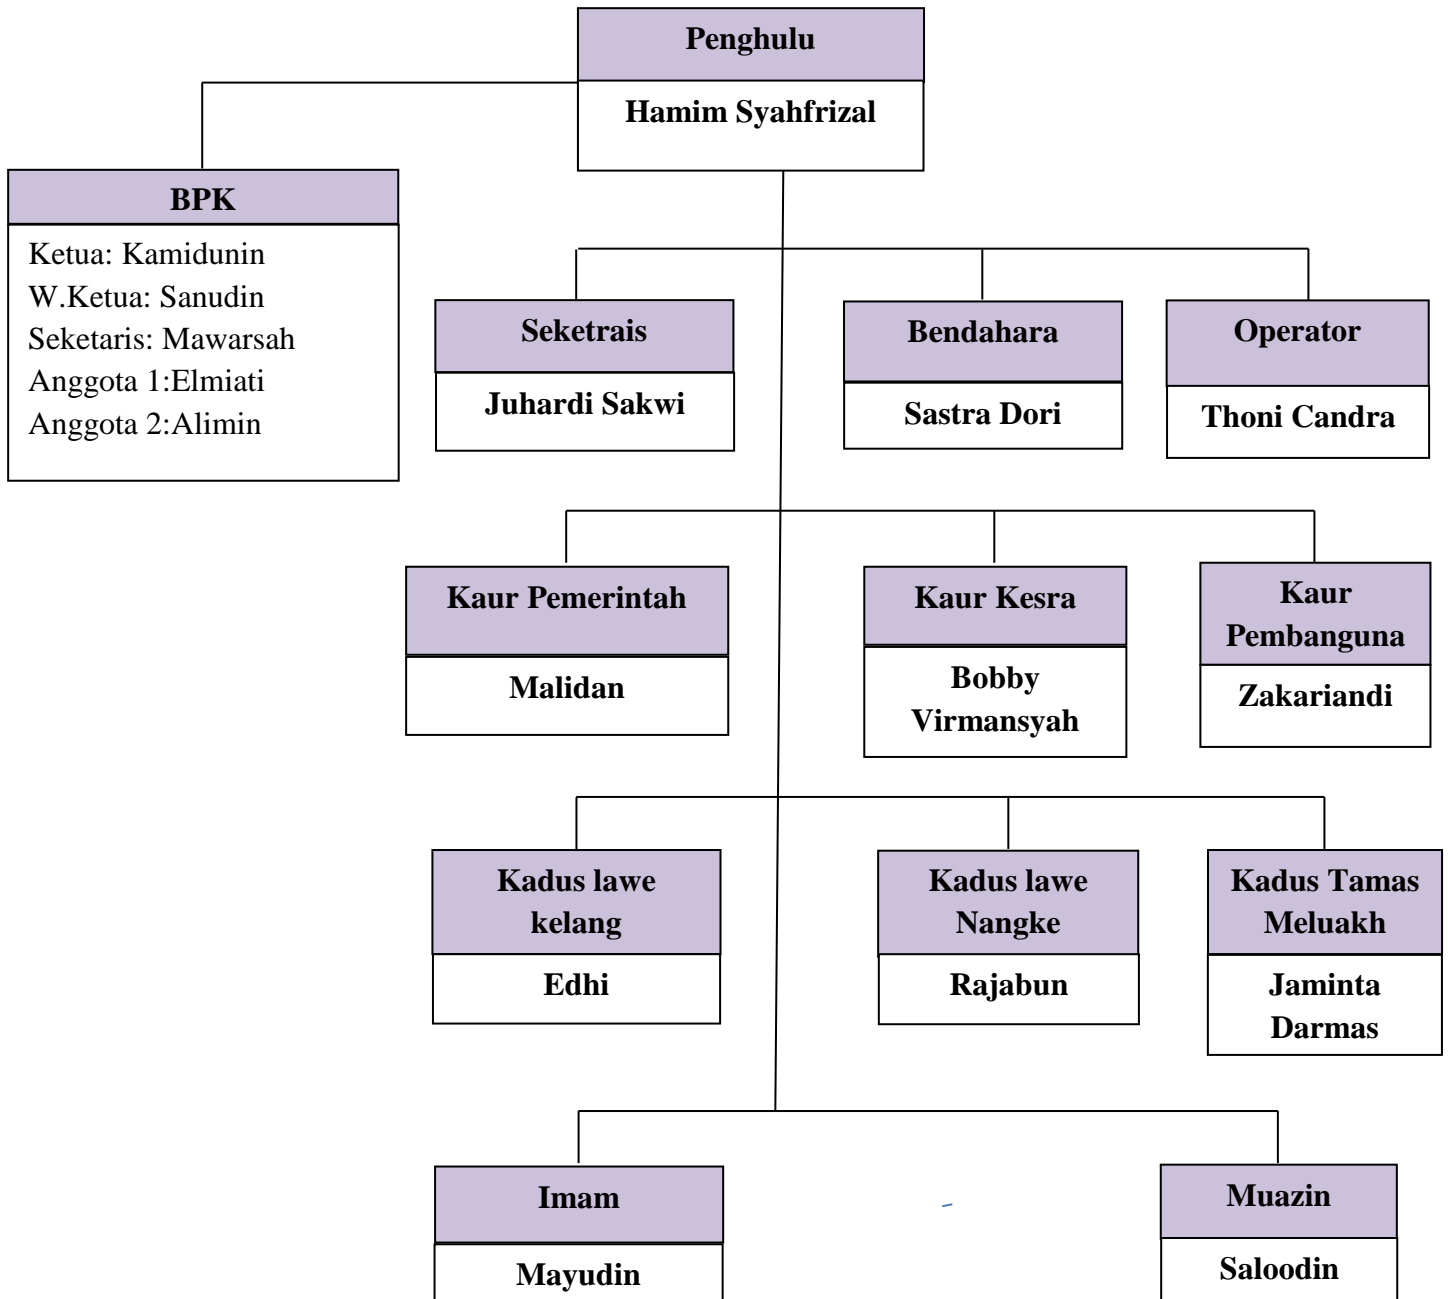 Penghulu
Hamim Syahfrizal
BPK
Ketua: Kamidunin
W.Ketua: Sanudin
Seketaris: Mawarsah
Anggota 1:Elmiati
Anggota 2:Alimin
Seketrais
Juhardi Sakwi
Bendahara
Sastra Dori
Operator
Thoni Candra
Kaur Pemerintah
Malidan
Kaur Kesra
Bobby
Virmansyah
Kaur
Pembanguna
Zakariandi
Kadus lawe
kelang
Edhi
Kadus lawe
Nangke
Rajabun
Kadus Tamas
Meluakh
Jaminta
Darmas
Imam
Mayudin
Muazin
Saloodin